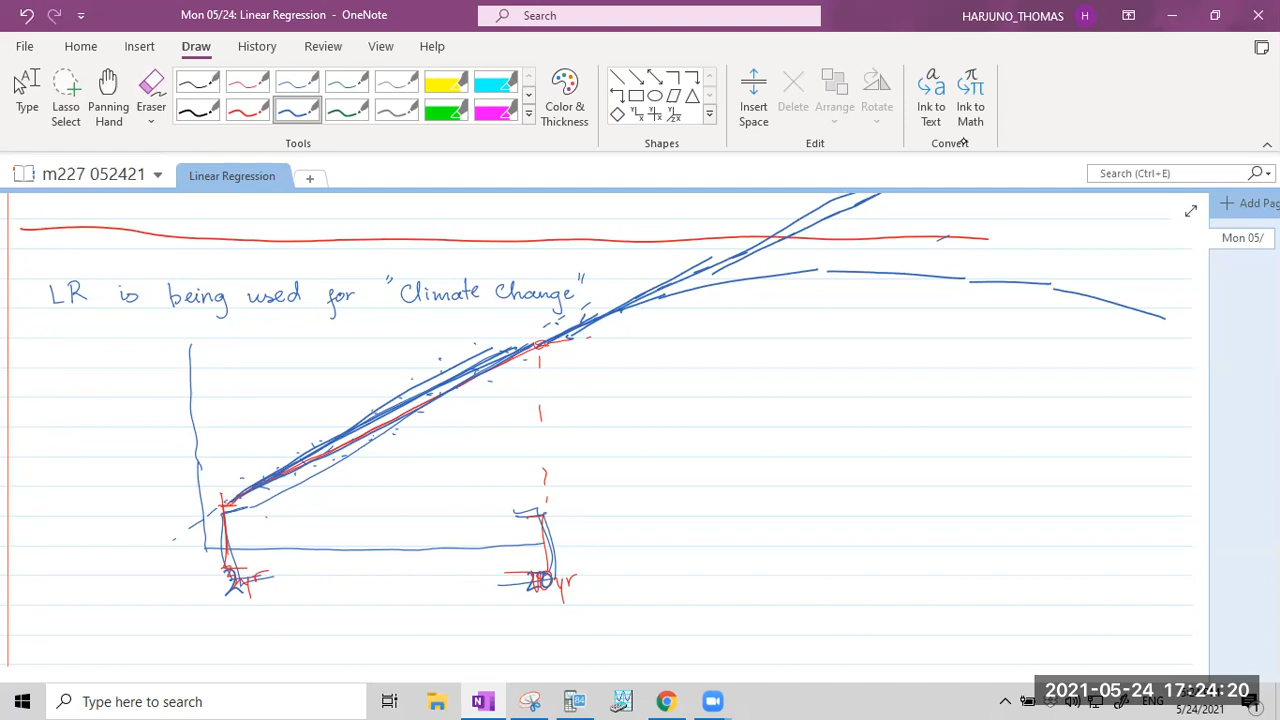 Mon 05/24: Linear Regression - OneNote
Search
HARJUNO_THOMAS H
File Home Insert Draw History Review View Help
Type Lasso Select Panning Hand Eraser Color & Thickness Insert Space Delete Arrange Rotate Ink to Text Ink to Math
Tools Shapes Edit Convert
m227 052421 Linear Regression Search (Ctrl+E)
Add Pag
Mon 05/
LR is being used for "Climate Change"
2yr 20yr
Type here to search
2021-05-24 17:24:20
5/24/2021